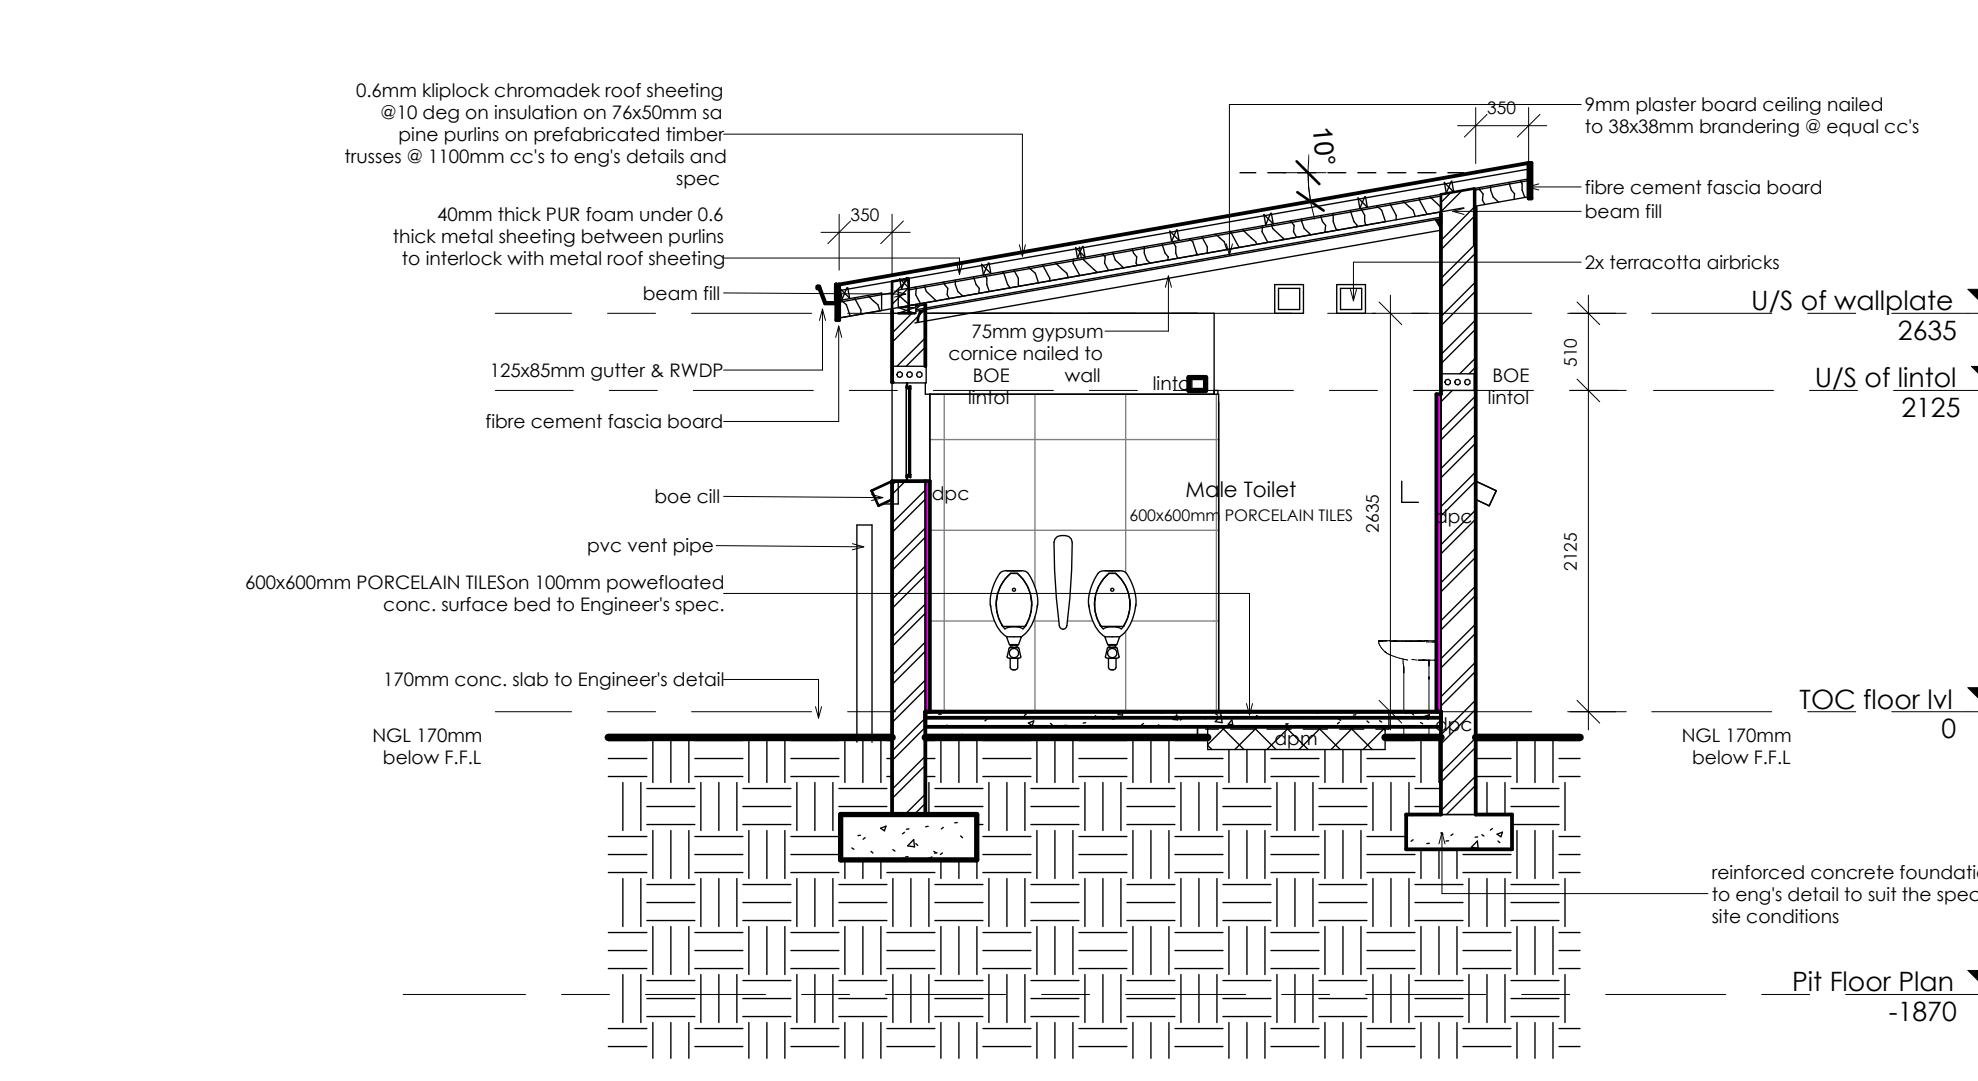 0.6mm kliplock chromadek roof sheeting
@10 deg on insulation on 76x50mm sa
pine purlins on prefabricated timber
trusses @ 1100mm cc's to eng's details and
spec
40mm thick PUR foam under 0.6
thick metal sheeting between purlins
to interlock with metal roof sheeting
350
beam fill
125x85mm gutter & RWDP
fibre cement fascia board
boe cill
pvc vent pipe
600x600mm PORCELAIN TILESon 100mm powefloated
conc. surface bed to Engineer's spec.
170mm conc. slab to Engineer's detail
NGL 170mm
below F.F.L
75mm gypsum
cornice nailed to
wall
BOE
lintol
dpc
Male Toilet
600x600mm PORCELAIN TILES
2635
dpc
dpc
dpm
10°
350
9mm plaster board ceiling nailed
to 38x38mm brandering @ equal cc's
fibre cement fascia board
beam fill
2x terracotta airbricks
BOE
lintol
510
2125
U/S of wallplate
2635
U/S of lintol
2125
TOC floor lvl
0
NGL 170mm
below F.F.L
to eng's detail to suit the
reinforced concrete
site conditions
Pit Floor Plan
-1870